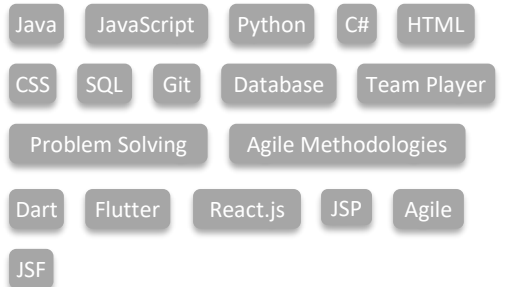 Java JavaScript Python C# HTML
CSS SQL Git Database Team Player
Problem Solving Agile Methodologies
Dart Flutter React.js JSP Agile
JSF